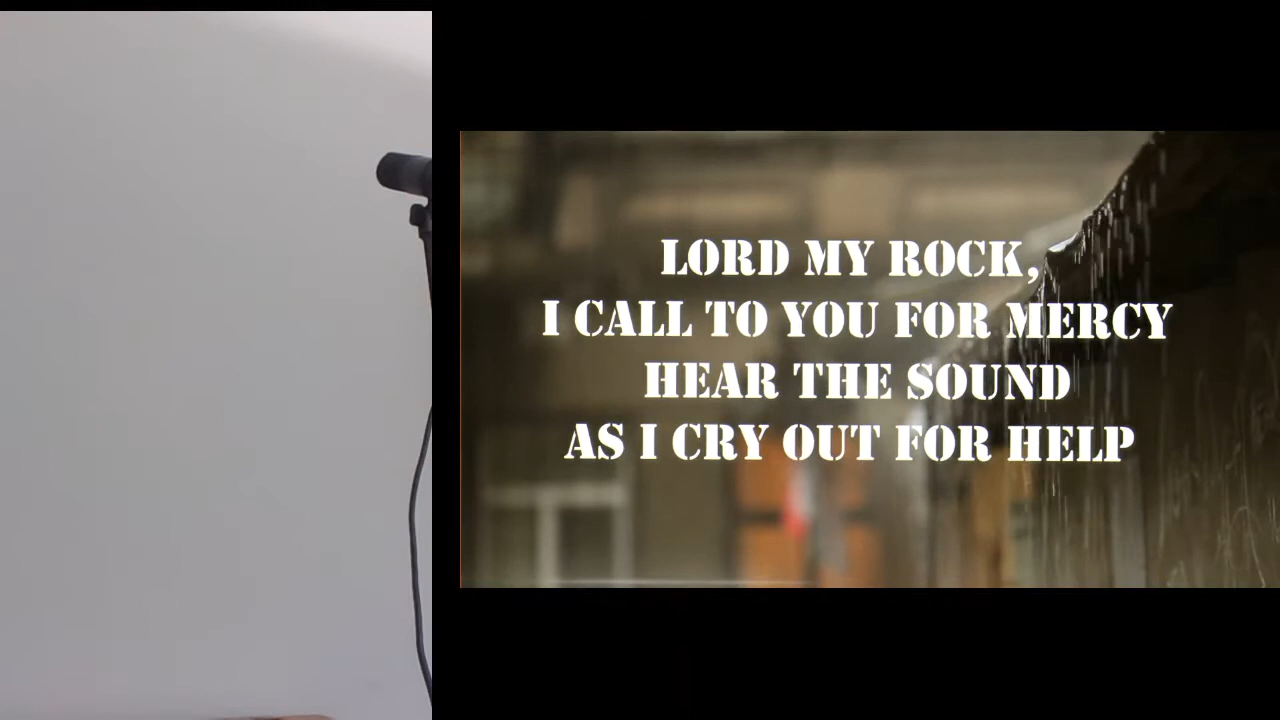 LORD MY ROCK,
I CALL TO YOU FOR MERCY
HEAR THE SOUND
AS I CRY OUT FOR HELP